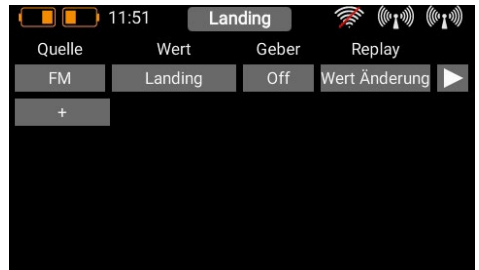 11:51 Landing
Quelle Wert Geber Replay
FM Landing Off Wert Änderung
+